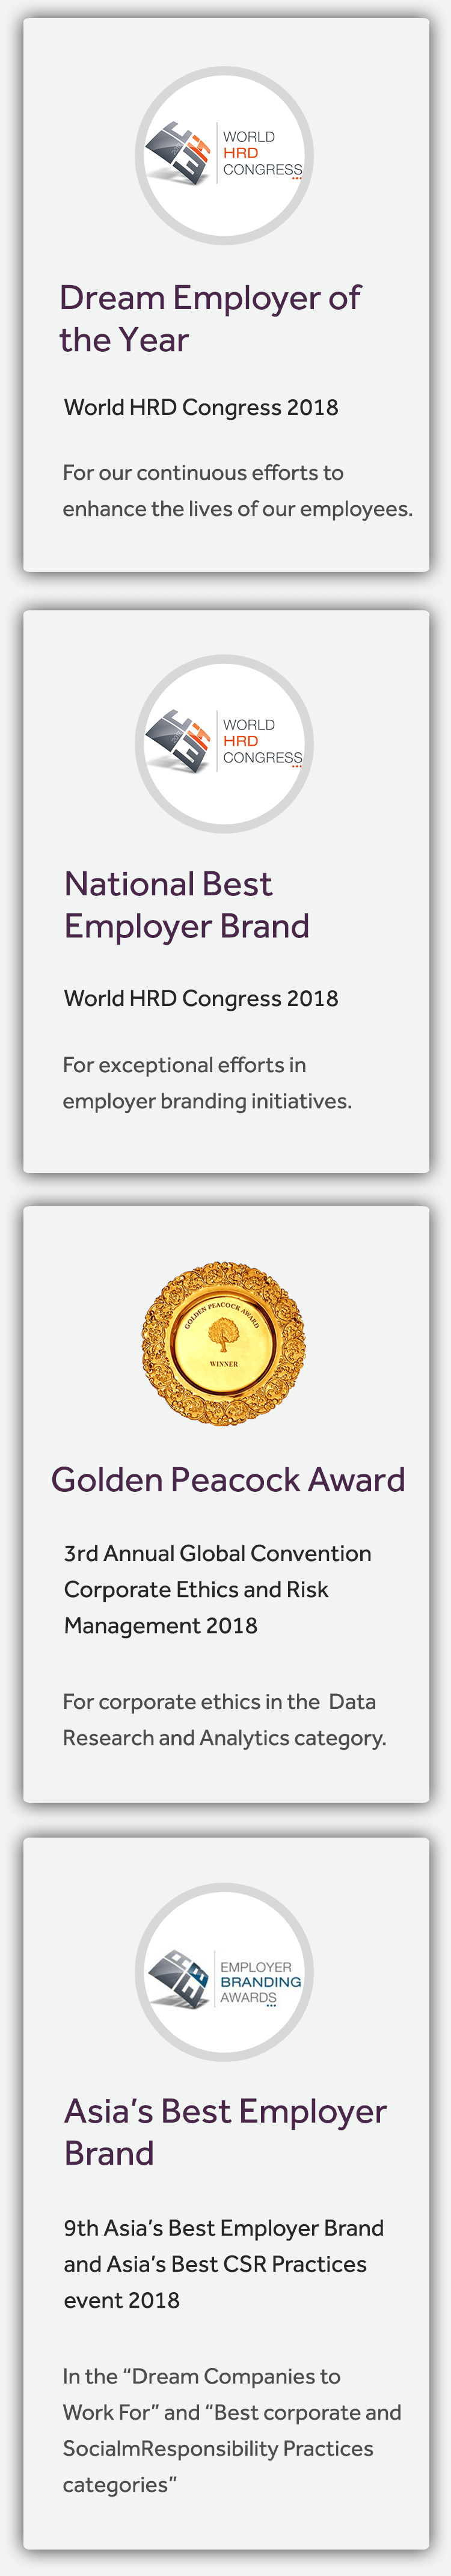 WORLD
HRD
CONGRESS
Dream Employer of
the Year
World HRD Congress 2018
For our continuous efforts to
enhance the lives of our employees.
WORLD
HRD
CONGRESS
National Best
Employer Brand
World HRD Congress 2018
For exceptional efforts in
employer branding initiatives.
GOLDEN PEACOCK AWARD
WINNER
Golden Peacock Award
3rd Annual Global Convention
Corporate Ethics and Risk
Management 2018
For corporate ethics in the  Data
Research and Analytics category.
EMPLOYER
BRANDING
AWARDS
Asia’s Best Employer
Brand
9th Asia’s Best Employer Brand
and Asia’s Best CSR Practices
event 2018
In the “Dream Companies to
Work For” and “Best corporate and
SocialmResponsibility Practices
categories”